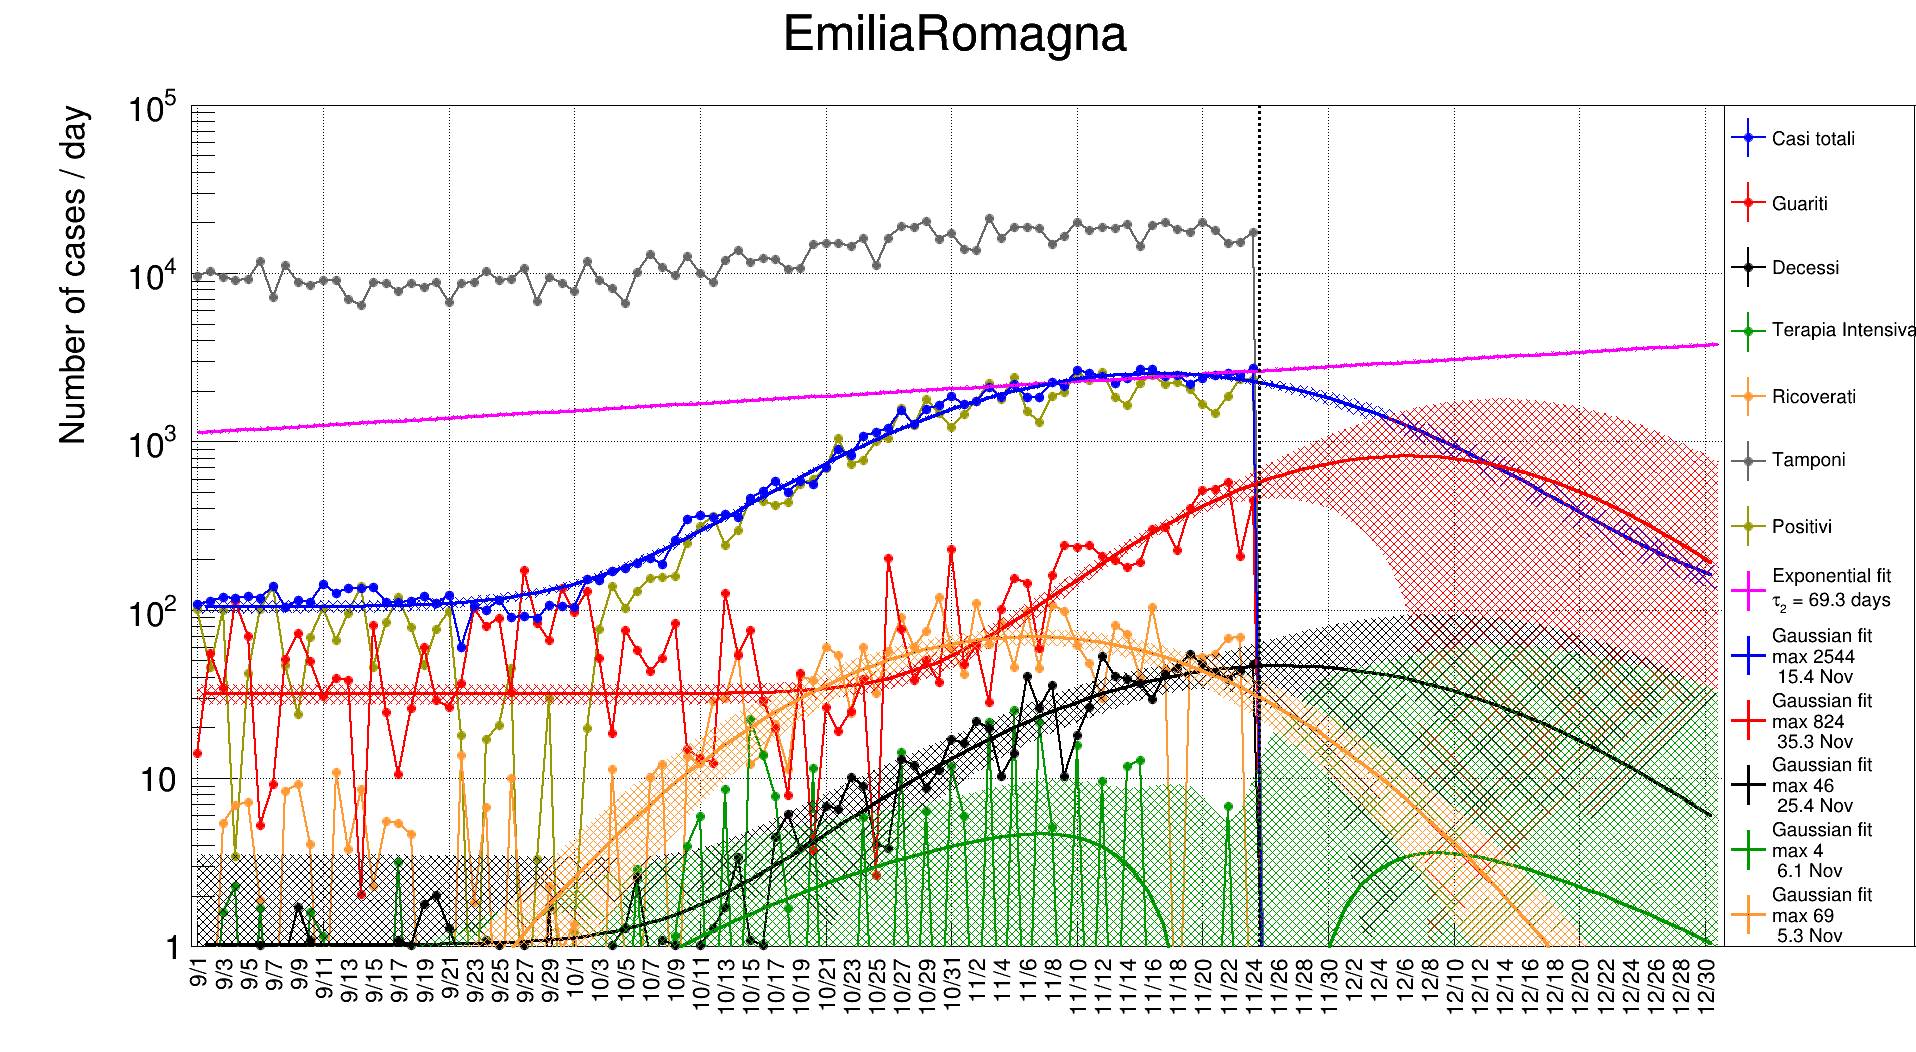 EmiliaRomagna
Number of cases / day
10^5
10^4
10^3
10^2
10
1
9/1
9/3
9/5
9/7
9/9
9/11
9/13
9/15
9/17
9/19
9/21
9/23
9/25
9/27
9/29
10/1
10/3
10/5
10/7
10/9
10/11
10/13
10/15
10/17
10/19
10/21
10/23
10/25
10/27
10/29
10/31
11/2
11/4
11/6
11/8
11/10
11/12
11/14
11/16
11/18
11/20
11/22
11/24
11/26
11/28
11/30
12/2
12/4
12/6
12/8
12/10
12/12
12/14
12/16
12/18
12/20
12/22
12/24
12/26
12/28
12/30
Casi totali
Guariti
Decessi
Terapia Intensiva
Ricoverati
Tamponi
Positivi
Exponential fit
τ₂ = 69.3 days
Gaussian fit
max 2544
15.4 Nov
Gaussian fit
max 824
35.3 Nov
Gaussian fit
max 46
25.4 Nov
Gaussian fit
max 4
6.1 Nov
Gaussian fit
max 69
5.3 Nov